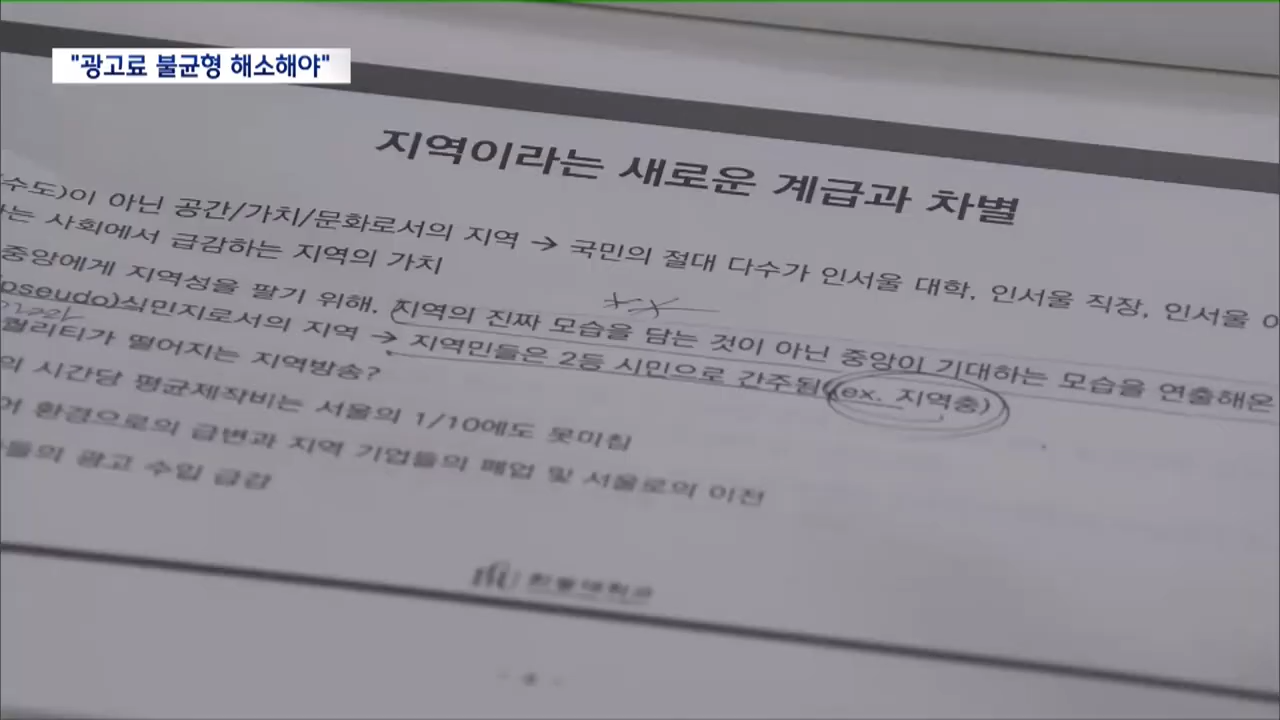 "광고료 불균형 해소해야"
지역이라는 새로운 계급과 차별
수도)이 아닌 공간/가치/문화로서의 지역 → 국민의 절대 다수가 인서울 대학, 인서울 직장, 인서울
는 사회에서 급감하는 지역의 가치
중앙에게 지역성을 팔기 위해, 지역의 진짜 모습을 담는 것이 아닌 중앙이 기대하는 모습을 연출해온
(pseudo)식민지로서의 지역 → 지역민들은 2등 시민으로 간주됨(ex. 지역충)
퀄리티가 떨어지는 지역방송?
의 시간당 평균제작비는 서울의 1/10에도 못미침
어 환경으로의 급변과 지역 기업들의 폐업 및 서울로의 이전
들의 광고 수입 급감
한동대학교